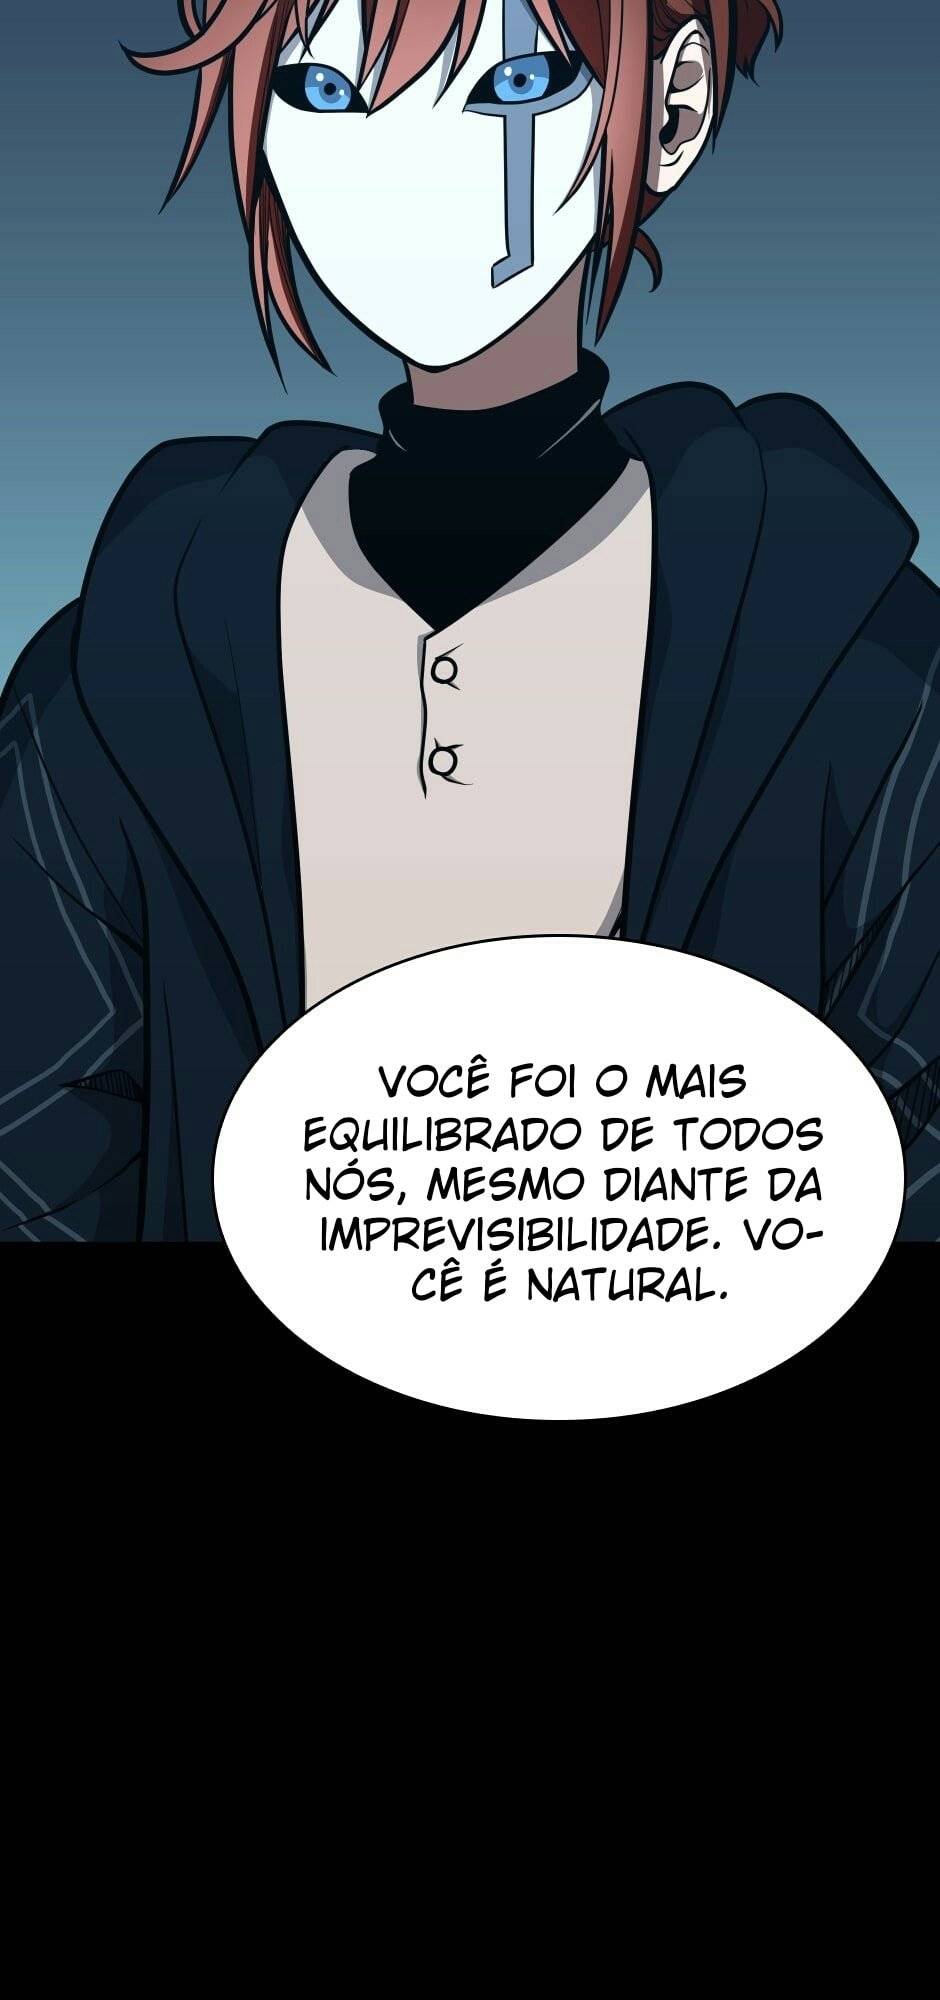 VOCÊ FOI O MAIS
EQUILIBRADO DE TODOS
NÓS, MESMO DIANTE DA
IMPREVISIBILIDADE. VO-
CÊ É NATURAL.